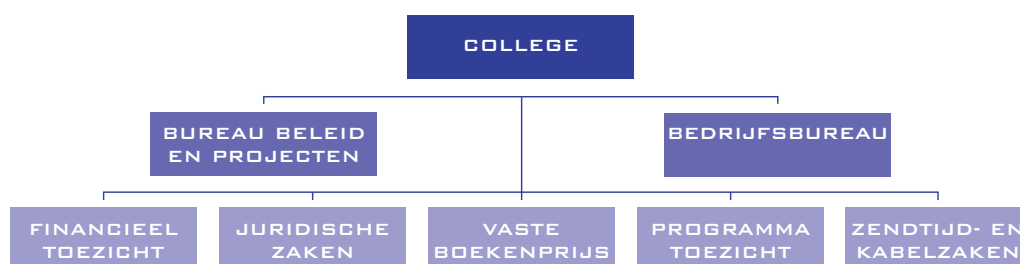 COLLEGE
BUREAU BELEID
EN PROJECTEN
BEDRIJFSBUREAU
FINANCIEEL
TOEZICHT
JURIDISCHE
ZAKEN
VASTE
BOEKENPRIJS
PROGRAMMA
TOEZICHT
ZENDTIJD- EN
KABELZAKEN